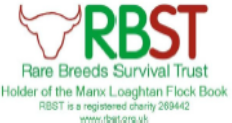 RBST
Rare Breeds Survival Trust
Holder of the Manx Loaghtan Flock Book
RBST is a registered charity 269442
www.rbst.org.uk